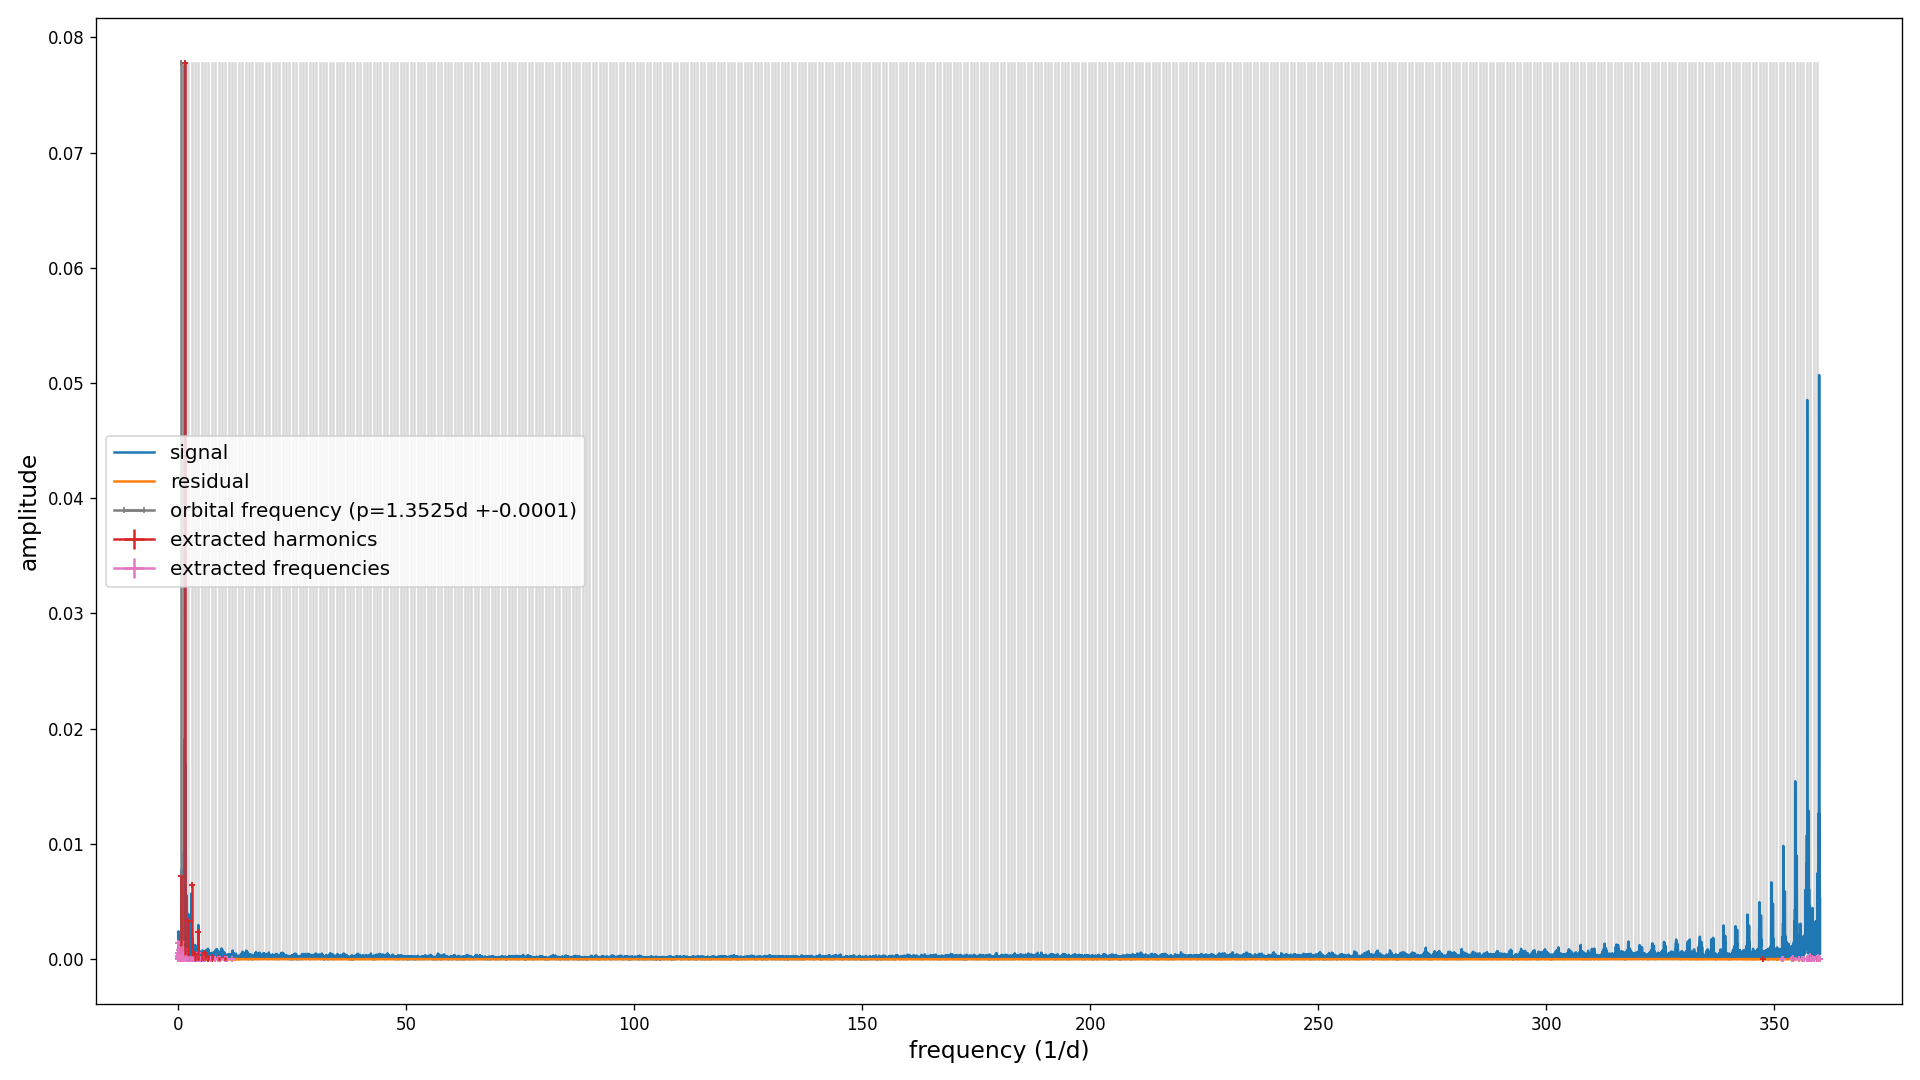 0.08
0.07
0.06
0.05
0.04
0.03
0.02
0.01
0.00
amplitude
signal
residual
orbital frequency (p=1.3525d +-0.0001)
extracted harmonics
extracted frequencies
0 50 100 150 200 250 300 350
frequency (1/d)